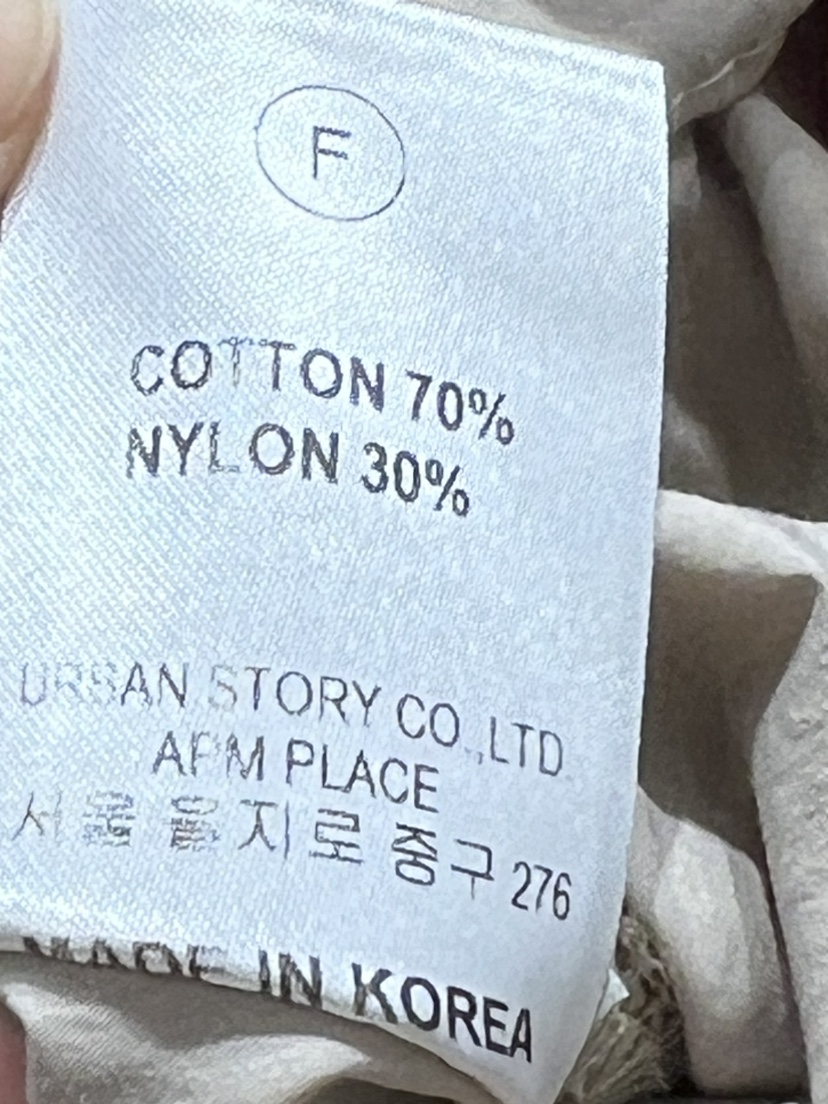 F
COTTON 70%
NYLON 30%
URBAN STORY CO.,LTD
APM PLACE
서울 을지로 중구 276
MADE IN KOREA